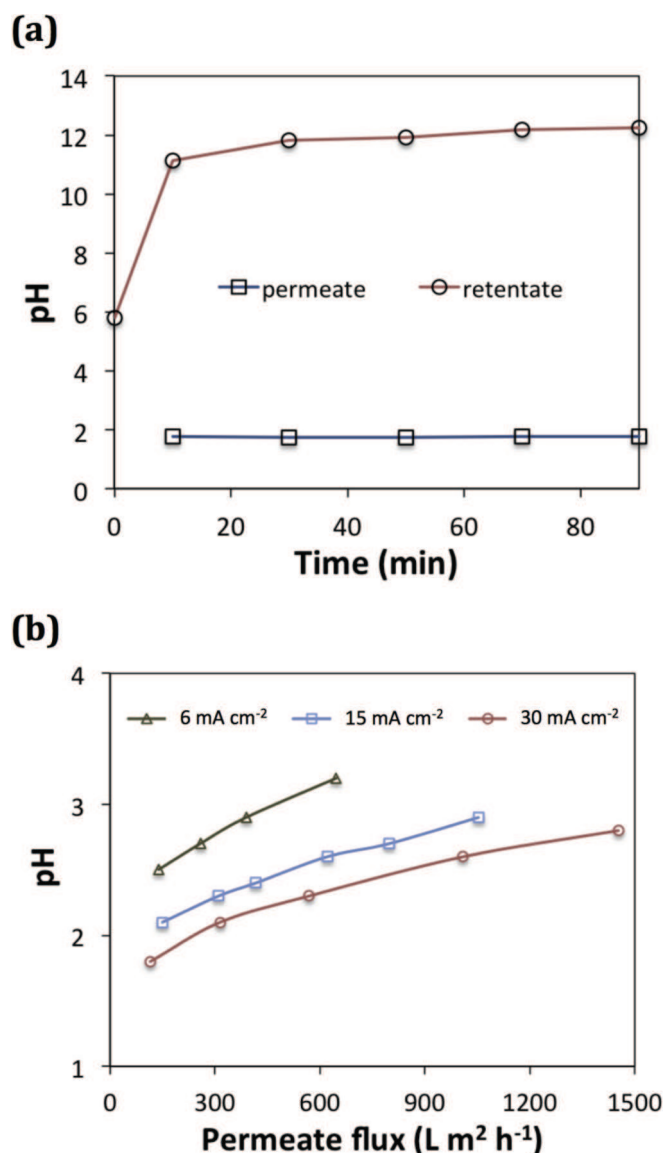 (a)
14
12
10
8
6
4
2
0
pH
permeate retentate
0 20 40 60 80
Time (min)
(b)
4
3
2
1
pH
6 mA cm⁻² 15 mA cm⁻² 30 mA cm⁻²
0 300 600 900 1200 1500
Permeate flux (L m² h⁻¹)